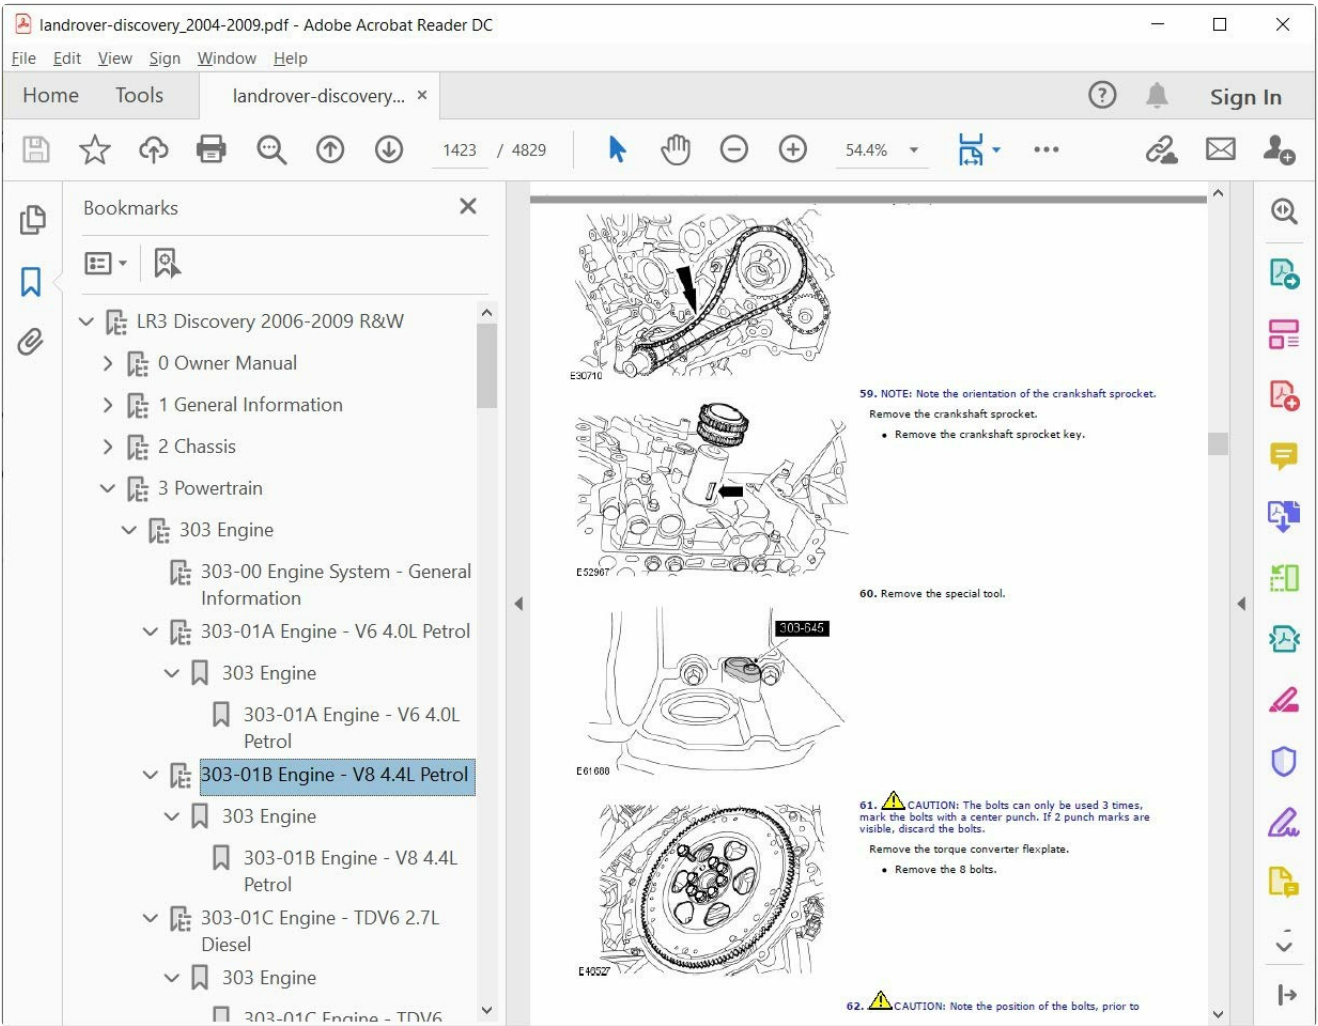 landrover-discovery_2004-2009.pdf - Adobe Acrobat Reader DC
File Edit View Sign Window Help
Home Tools landrover-discovery... × Sign In
1423 / 4829 54.4%
Bookmarks
LR3 Discovery 2006-2009 R&W
0 Owner Manual
1 General Information
2 Chassis
3 Powertrain
303 Engine
303-00 Engine System - General
Information
303-01A Engine - V6 4.0L Petrol
303 Engine
303-01A Engine - V6 4.0L
Petrol
303-01B Engine - V8 4.4L Petrol
303 Engine
303-01B Engine - V8 4.4L
Petrol
303-01C Engine - TDV6 2.7L
Diesel
303 Engine
303-01C Engine - TDV6
E30710
59. NOTE: Note the orientation of the crankshaft sprocket.
Remove the crankshaft sprocket.
• Remove the crankshaft sprocket key.
E52967
60. Remove the special tool.
303-645
E61688
61. CAUTION: The bolts can only be used 3 times,
mark the bolts with a center punch. If 2 punch marks are
visible, discard the bolts.
Remove the torque converter flexplate.
• Remove the 8 bolts.
E46527
62. CAUTION: Note the position of the bolts, prior to